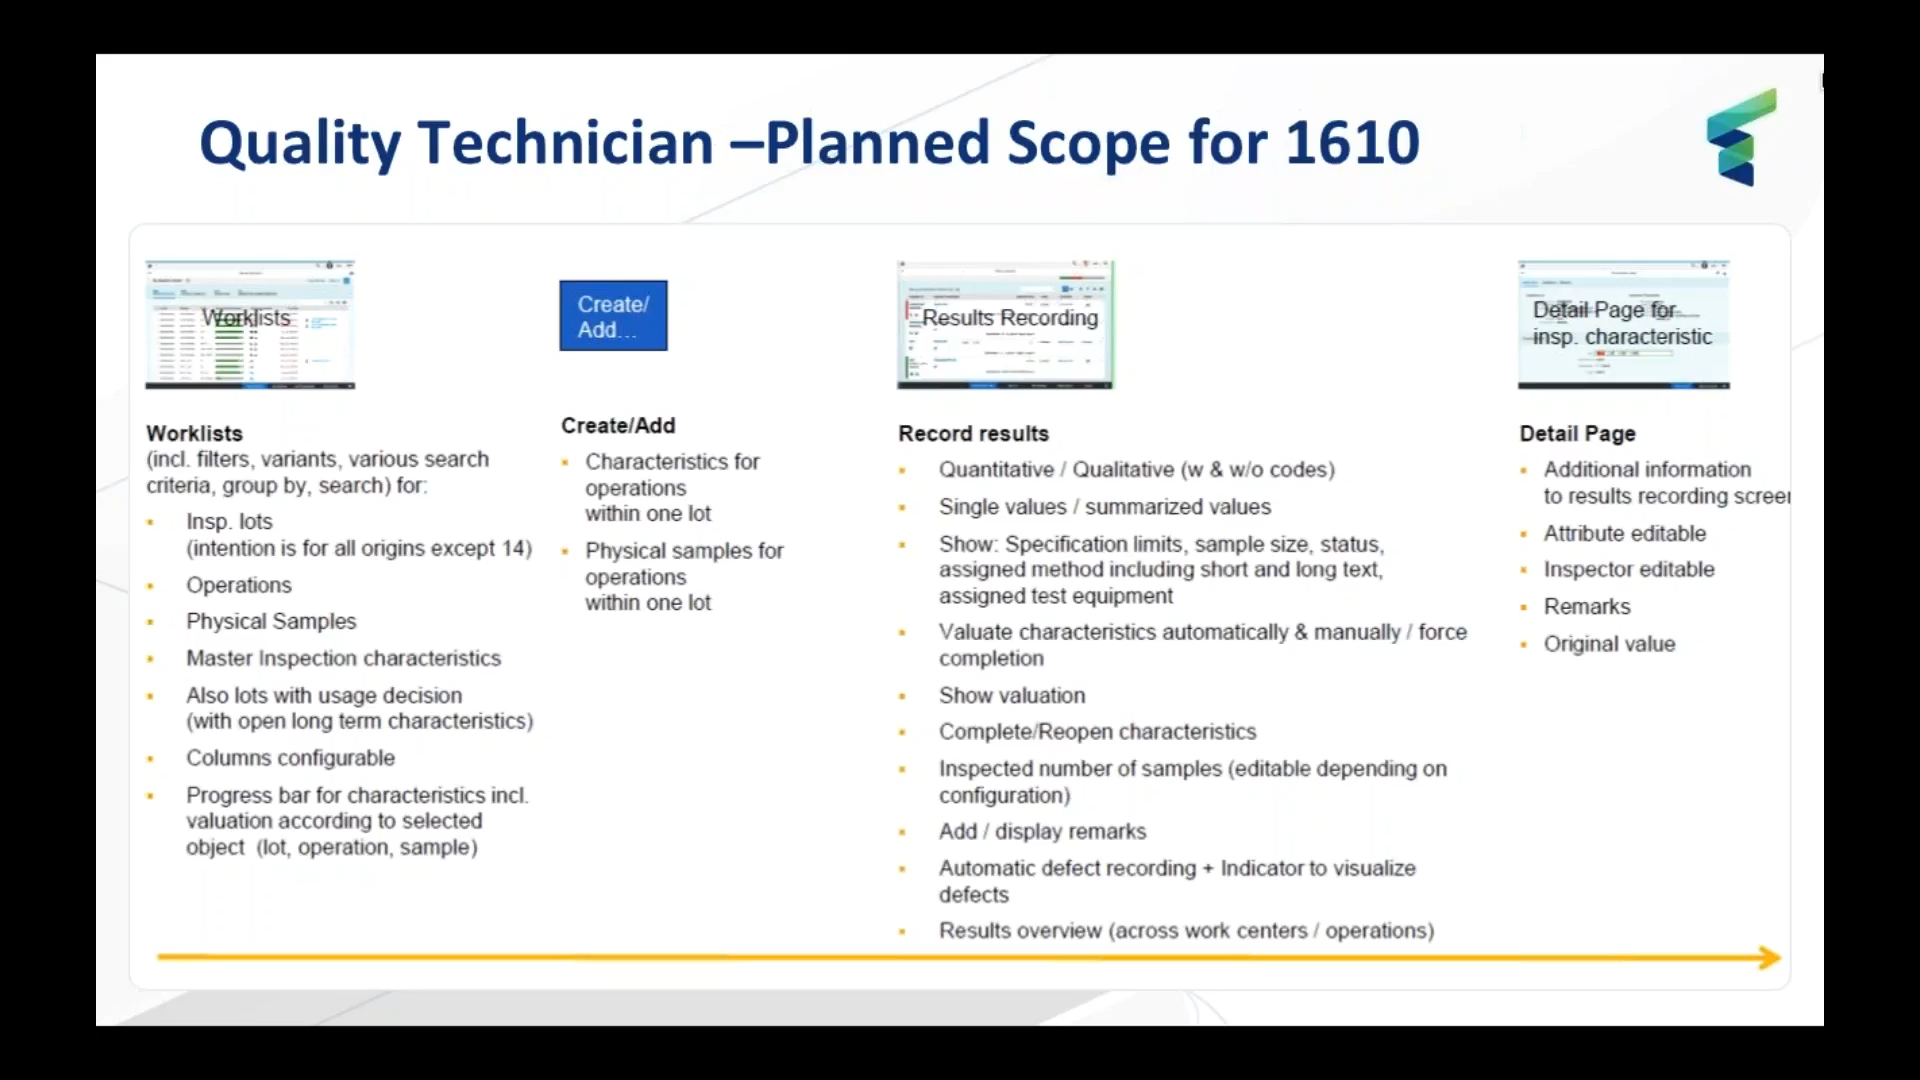 Quality Technician –Planned Scope for 1610
Worklists
Create/
Add...
Results Recording
Detail Page for
insp. characteristic
Worklists
(incl. filters, variants, various search
criteria, group by, search) for:
Insp. lots
(intention is for all origins except 14)
Operations
Physical Samples
Master Inspection characteristics
Also lots with usage decision
(with open long term characteristics)
Columns configurable
Progress bar for characteristics incl.
valuation according to selected
object (lot, operation, sample)
Create/Add
Characteristics for
operations
within one lot
Physical samples for
operations
within one lot
Record results
Quantitative / Qualitative (w & w/o codes)
Single values / summarized values
Show: Specification limits, sample size, status,
assigned method including short and long text,
assigned test equipment
Valuate characteristics automatically & manually / force
completion
Show valuation
Complete/Reopen characteristics
Inspected number of samples (editable depending on
configuration)
Add / display remarks
Automatic defect recording + Indicator to visualize
defects
Results overview (across work centers / operations)
Detail Page
Additional information
to results recording screen
Attribute editable
Inspector editable
Remarks
Original value